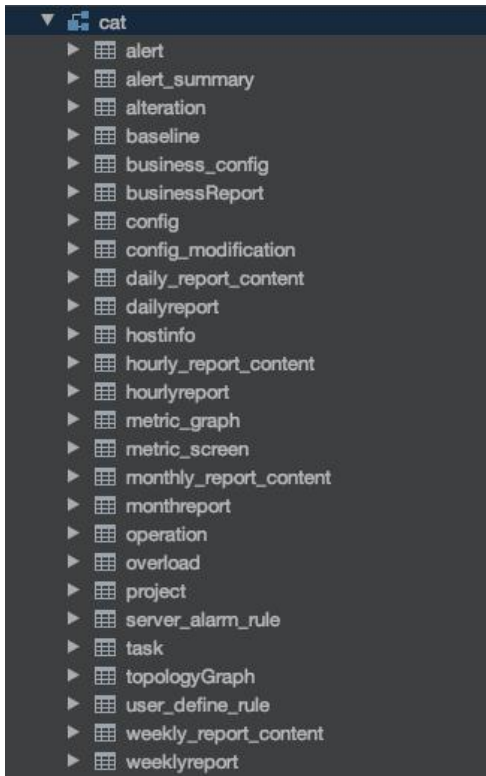 cat
alert
alert_summary
alteration
baseline
business_config
businessReport
config
config_modification
daily_report_content
dailyreport
hostinfo
hourly_report_content
hourlyreport
metric_graph
metric_screen
monthly_report_content
monthreport
operation
overload
project
server_alarm_rule
task
topologyGraph
user_define_rule
weekly_report_content
weeklyreport